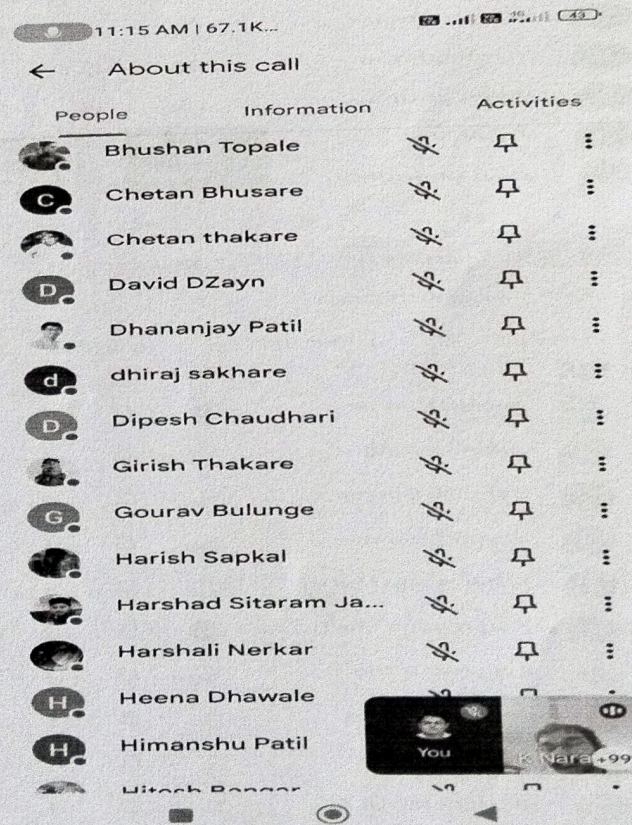 11:15 AM | 67.1K...
43
About this call
People Information Activities
Bhushan Topale
C Chetan Bhusare
Chetan thakare
D David DZayn
Dhananjay Patil
d dhiraj sakhare
D Dipesh Chaudhari
Girish Thakare
G Gourav Bulunge
Harish Sapkal
Harshad Sitaram Ja...
Harshali Nerkar
H Heena Dhawale
H Himanshu Patil
You K Nara +99